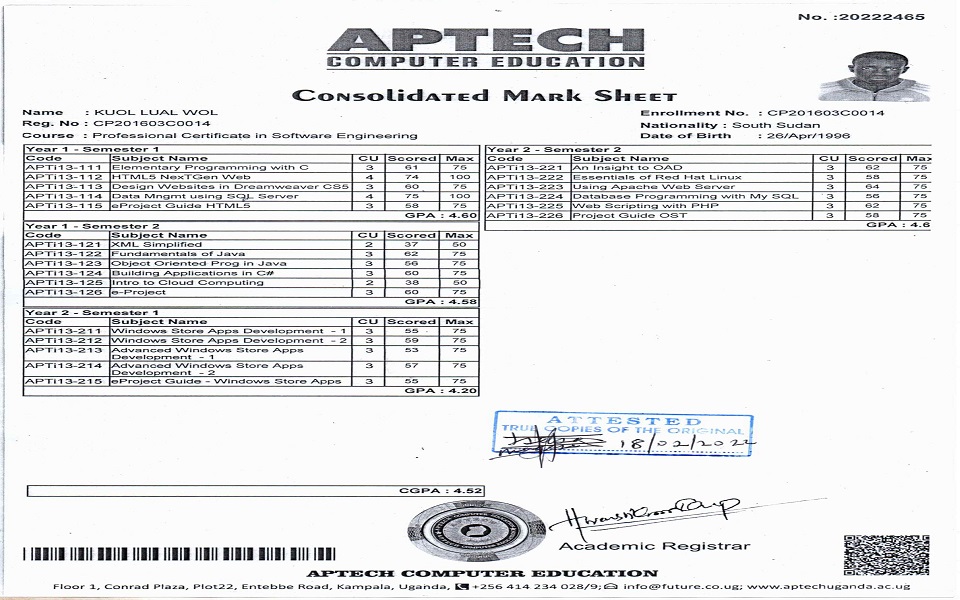 No. :20222465
APTECH
COMPUTER EDUCATION
Consolidated Mark Sheet
Name : KUOL LUAL WOL
Reg. No : CP201603C0014
Course : Professional Certificate in Software Engineering
Enrollment No. : CP201603C0014
Nationality : South Sudan
Date of Birth : 26/Apr/1996
Year 1 - Semester 1
Code Subject Name CU Scored Max
APTi13-111 Elementary Programming with C 3 61 75
APTi13-112 HTML5 NexTGen Web 4 74 100
APTi13-113 Design Websites in Dreamweaver CS5 3 60 75
APTi13-114 Data Mngmt using SQL Server 4 75 100
APTi13-115 eProject Guide HTML5 3 58 75
GPA : 4.60
Year 1 - Semester 2
Code Subject Name CU Scored Max
APTi13-121 XML Simplified 2 37 50
APTi13-122 Fundamentals of Java 3 62 75
APTi13-123 Object Oriented Prog in Java 3 56 75
APTi13-124 Building Applications in C# 3 60 75
APTi13-125 Intro to Cloud Computing 2 38 50
APTi13-126 e-Project 3 60 75
GPA : 4.58
Year 2 - Semester 1
Code Subject Name CU Scored Max
APTi13-211 Windows Store Apps Development - 1 3 55 75
APTi13-212 Windows Store Apps Development - 2 3 59 75
APTi13-213 Advanced Windows Store Apps Development - 1 3 53 75
APTi13-214 Advanced Windows Store Apps Development - 2 3 57 75
APTi13-215 eProject Guide - Windows Store Apps 3 55 75
GPA : 4.20
Year 2 - Semester 2
Code Subject Name CU Scored Max
APTi13-221 An Insight to OAD 3 62 75
APTi13-222 Essentials of Red Hat Linux 3 58 75
APTi13-223 Using Apache Web Server 3 64 75
APTi13-224 Database Programming with My SQL 3 56 75
APTi13-225 Web Scripting with PHP 3 62 75
APTi13-226 Project Guide OST 3 58 75
GPA : 4.6
ATTESTED
TRUE COPIES OF THE ORIGINAL
18/02/2022
CGPA : 4.52
Academic Registrar
APTECH COMPUTER EDUCATION
Floor 1, Conrad Plaza, Plot22, Entebbe Road, Kampala, Uganda, +256 414 234 028/9; info@future.co.ug; www.aptechuganda.ac.ug